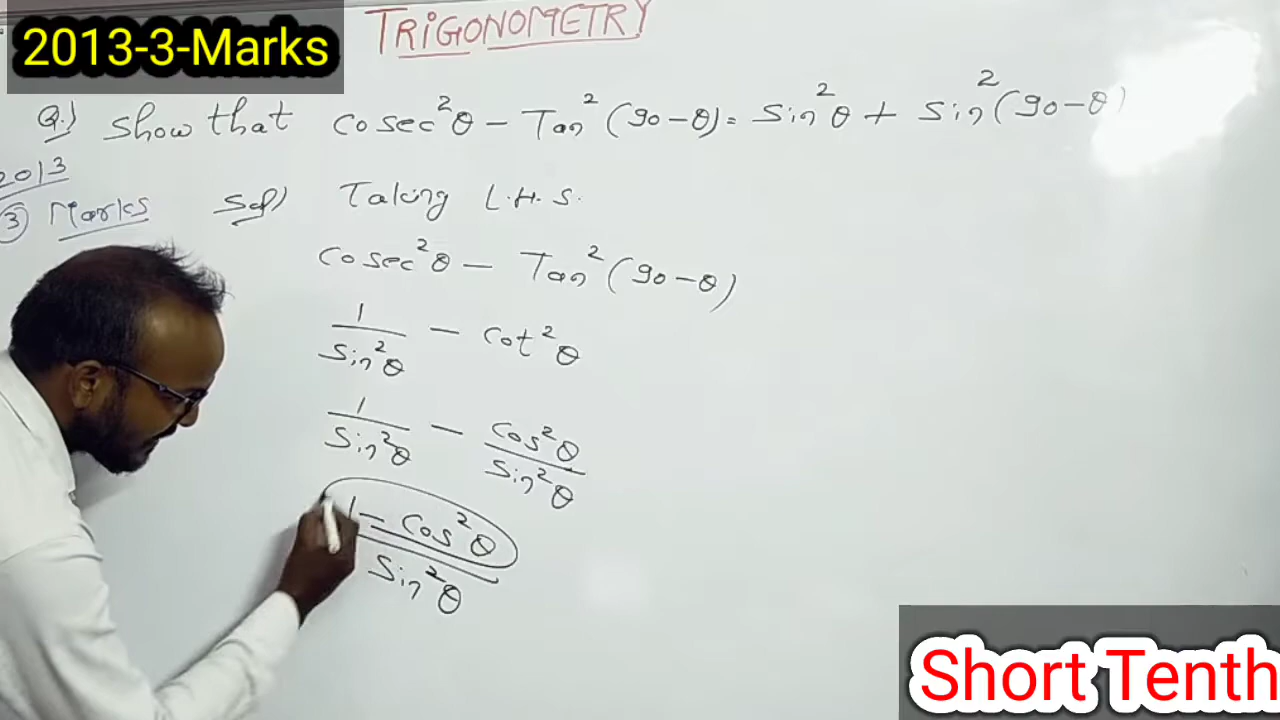 2013-3-Marks
TRIGONOMETRY
Q.) Show that cosec²θ − Tan²(90−θ) = Sin²θ + Sin²(90−θ)
2013
③ Marks
Sol) Taking L.H.S.
cosec²θ − Tan²(90−θ)
1/Sin²θ − cot²θ
1/Sin²θ − cos²θ/Sin²θ
1 − cos²θ/Sin²θ
Short Tenth